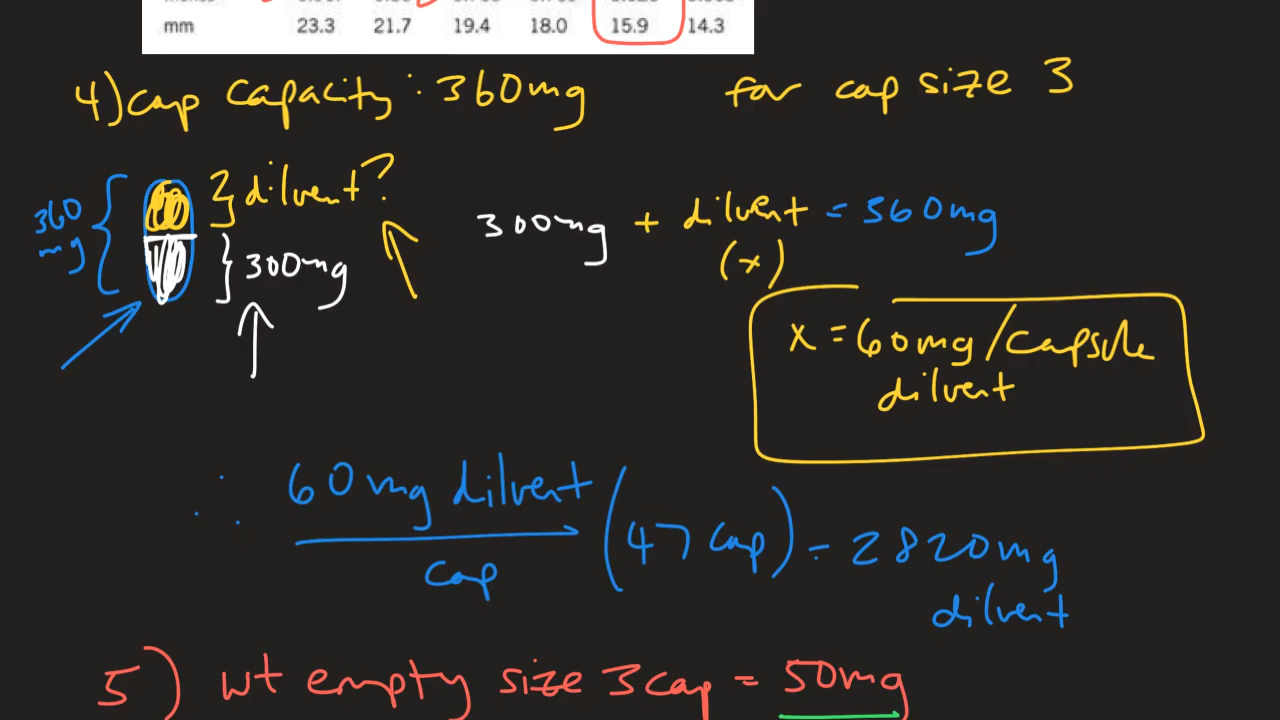 mm 23.3 21.7 19.4 18.0 15.9 14.3
4) cap capacity: 360mg for cap size 3
360 mg } diluent?
300mg + diluent = 360mg
(x)
} 300mg
x = 60mg/capsule
diluent
∴ 60mg diluent (47 cap) = 2820mg
cap
diluent
5) wt empty size 3 cap = 50mg